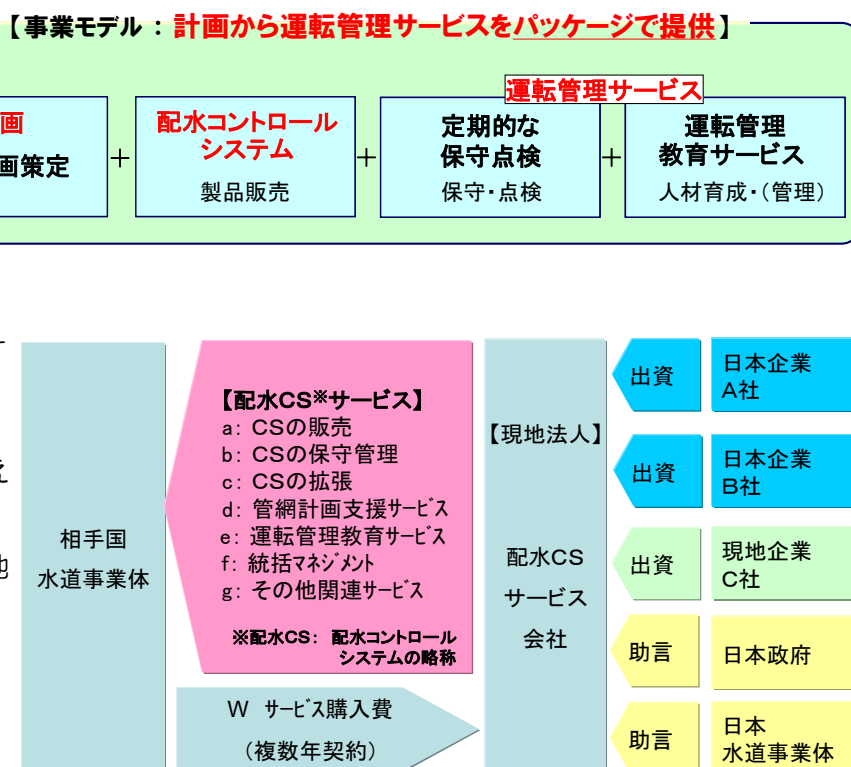 【事業モデル：計画から運転管理サービスをパッケージで提供】
運転管理サービス
画
画策定
＋
配水コントロール
システム
製品販売
＋
定期的な
保守点検
保守・点検
＋
運転管理
教育サービス
人材育成・（管理）
相手国
水道事業体
【配水CS※サービス】
a：CSの販売
b：CSの保守管理
c：CSの拡張
d：管網計画支援サービス
e：運転管理教育サービス
f：統括マネジメント
g：その他関連サービス
※配水CS：配水コントロール
システムの略称
W サービス購入費
（複数年契約）
【現地法人】
配水CS
サービス
会社
出資
日本企業
A社
出資
日本企業
B社
出資
現地企業
C社
助言
日本政府
助言
日本
水道事業体